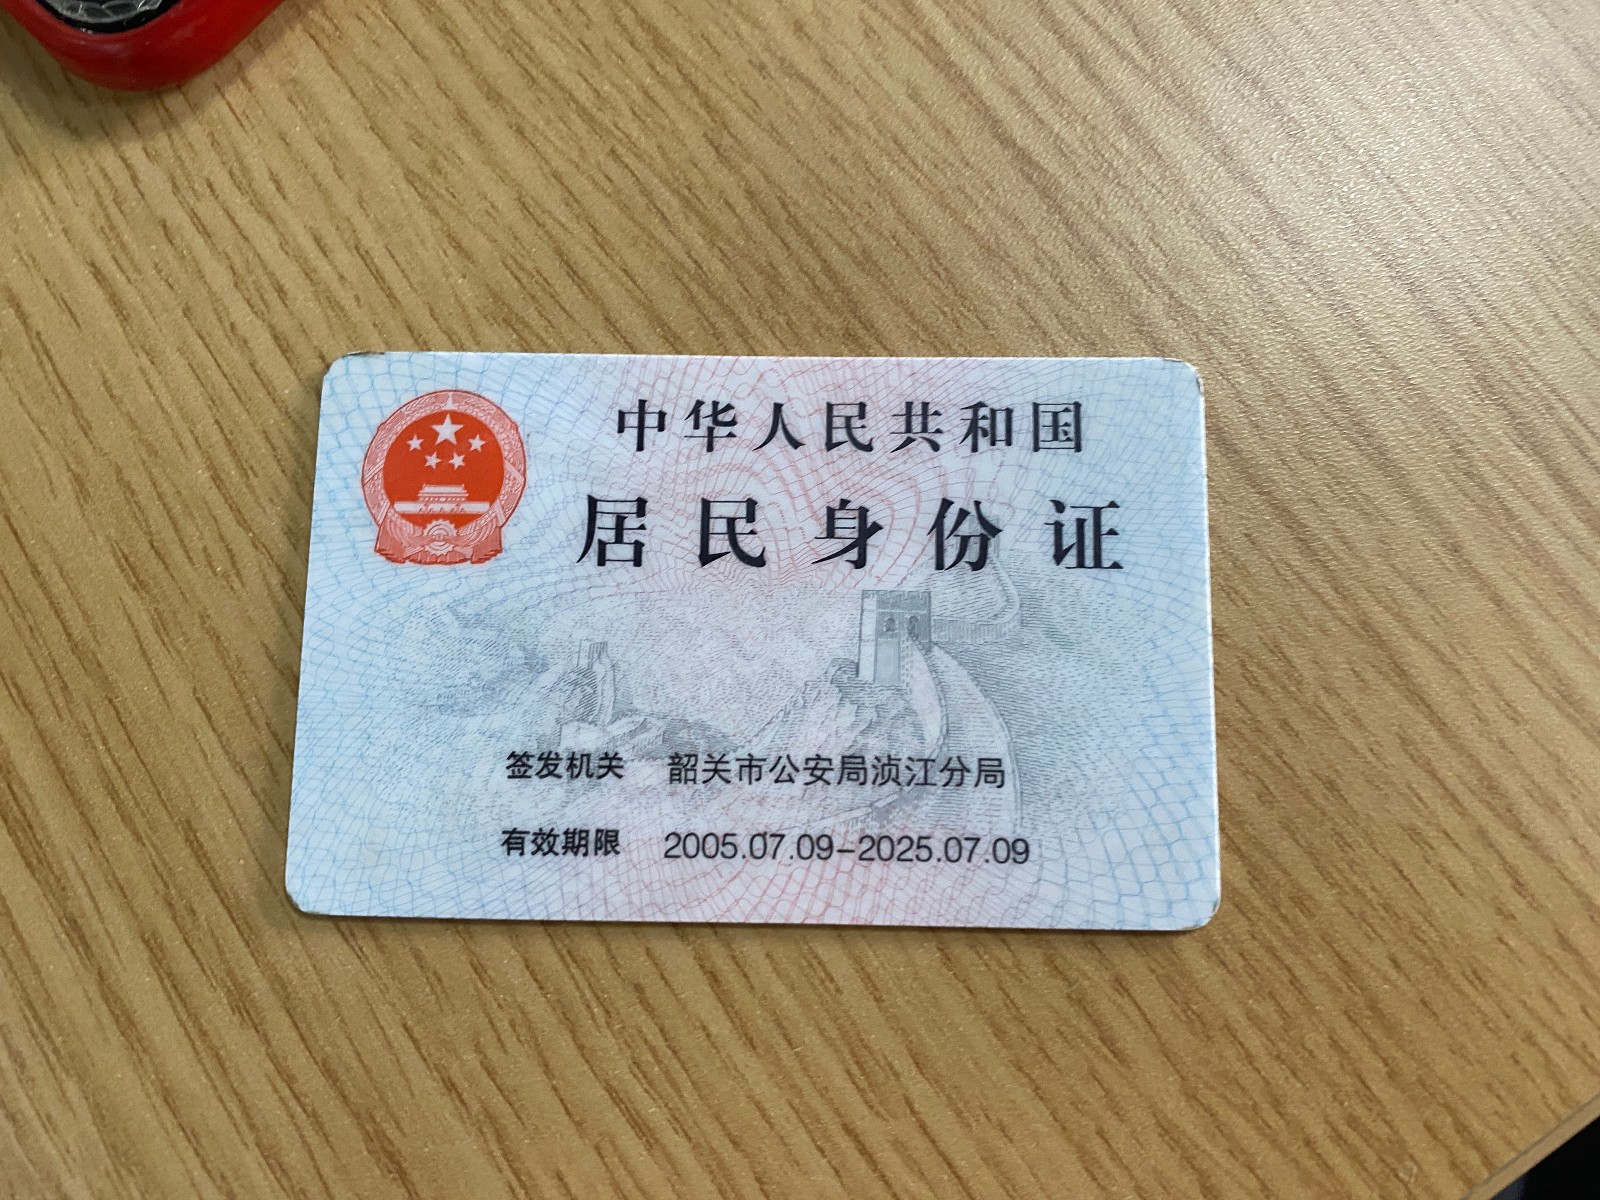 中华人民共和国
居民身份证
签发机关 韶关市公安局浈江分局
有效期限 2005.07.09-2025.07.09